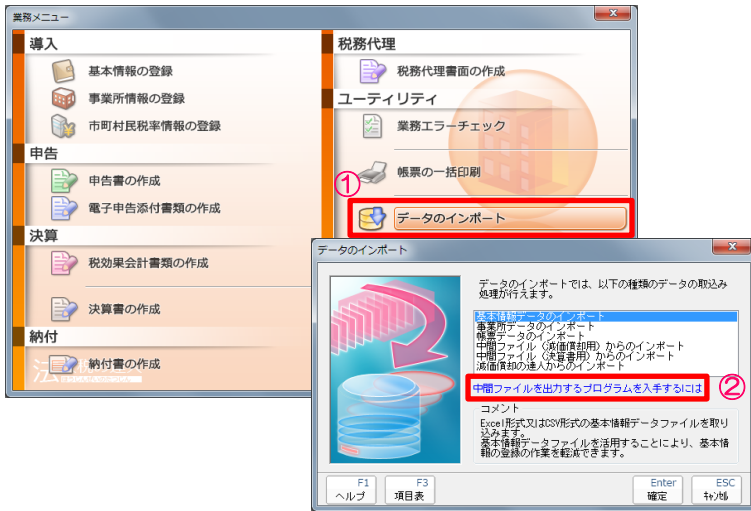 業務メニュー
導入
基本情報の登録
事業所情報の登録
市町村民税率情報の登録
申告
申告書の作成
電子申告添付書類の作成
決算
税効果会計書類の作成
決算書の作成
納付
納付書の作成
税務代理
税務代理書面の作成
ユーティリティ
業務エラーチェック
帳票の一括印刷
①
データのインポート
データのインポート
データのインポートでは、以下の種類のデータの取込み
処理が行えます。
基本情報データのインポート
事業所データのインポート
帳票データのインポート
中間ファイル（減価償却用）からのインポート
中間ファイル（決算書用）からのインポート
減価償却の達人からのインポート
中間ファイルを出力するプログラムを入手するには
②
コメント
Excel形式又はCSV形式の基本情報データファイルを取り
込みます。
基本情報データファイルを活用することにより、基本情
報の登録の作業を軽減できます。
F1
ヘルプ
F3
項目表
Enter
確定
ESC
ｷｬﾝｾﾙ